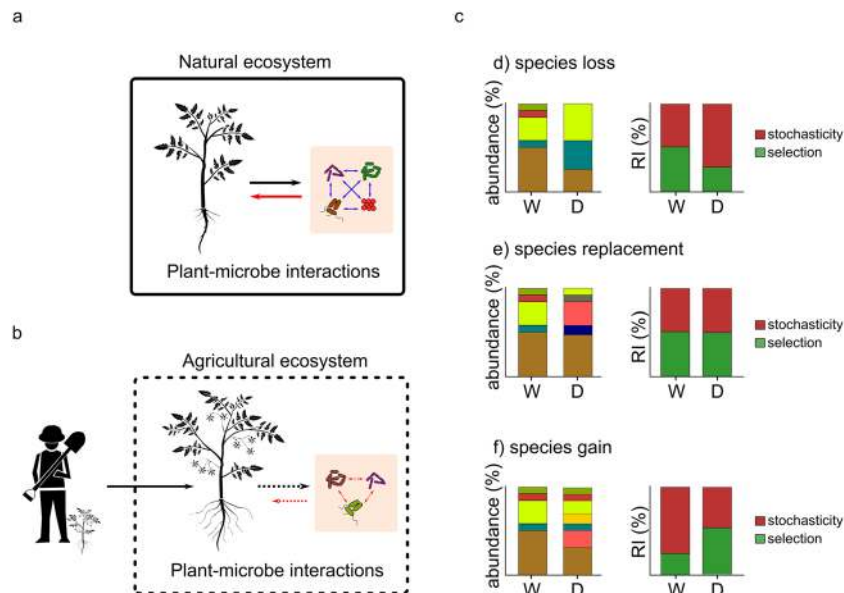 a
Natural ecosystem
Plant-microbe interactions
b
Agricultural ecosystem
Plant-microbe interactions
c
d) species loss
abundance (%)
W D
RI (%)
W D
stochasticity
selection
e) species replacement
abundance (%)
W D
RI (%)
W D
stochasticity
selection
f) species gain
abundance (%)
W D
RI (%)
W D
stochasticity
selection